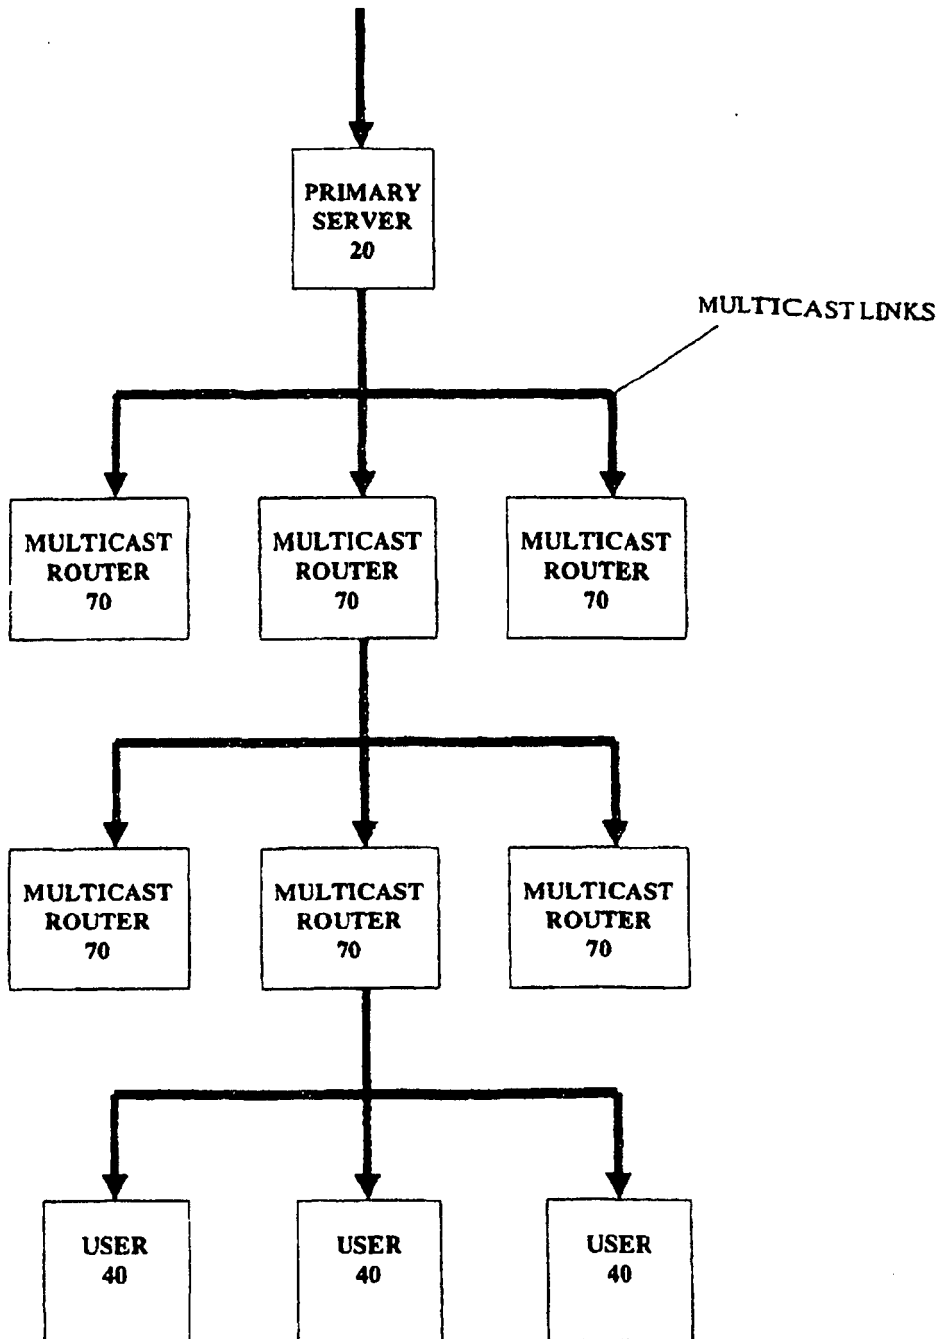 PRIMARY
SERVER
20
MULTICAST LINKS
MULTICAST
ROUTER
70
MULTICAST
ROUTER
70
MULTICAST
ROUTER
70
MULTICAST
ROUTER
70
MULTICAST
ROUTER
70
MULTICAST
ROUTER
70
USER
40
USER
40
USER
40